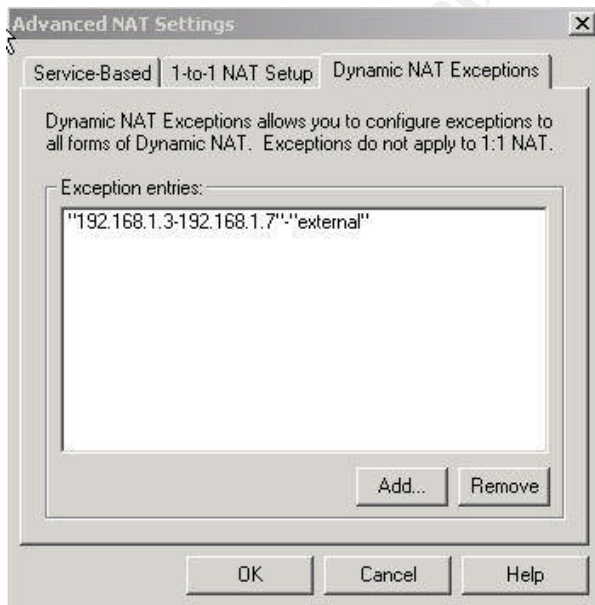 Advanced NAT Settings
Service-Based 1-to-1 NAT Setup Dynamic NAT Exceptions
Dynamic NAT Exceptions allows you to configure exceptions to
all forms of Dynamic NAT. Exceptions do not apply to 1:1 NAT.
Exception entries:
"192.168.1.3-192.168.1.7"-"external"
Add... Remove
OK Cancel Help